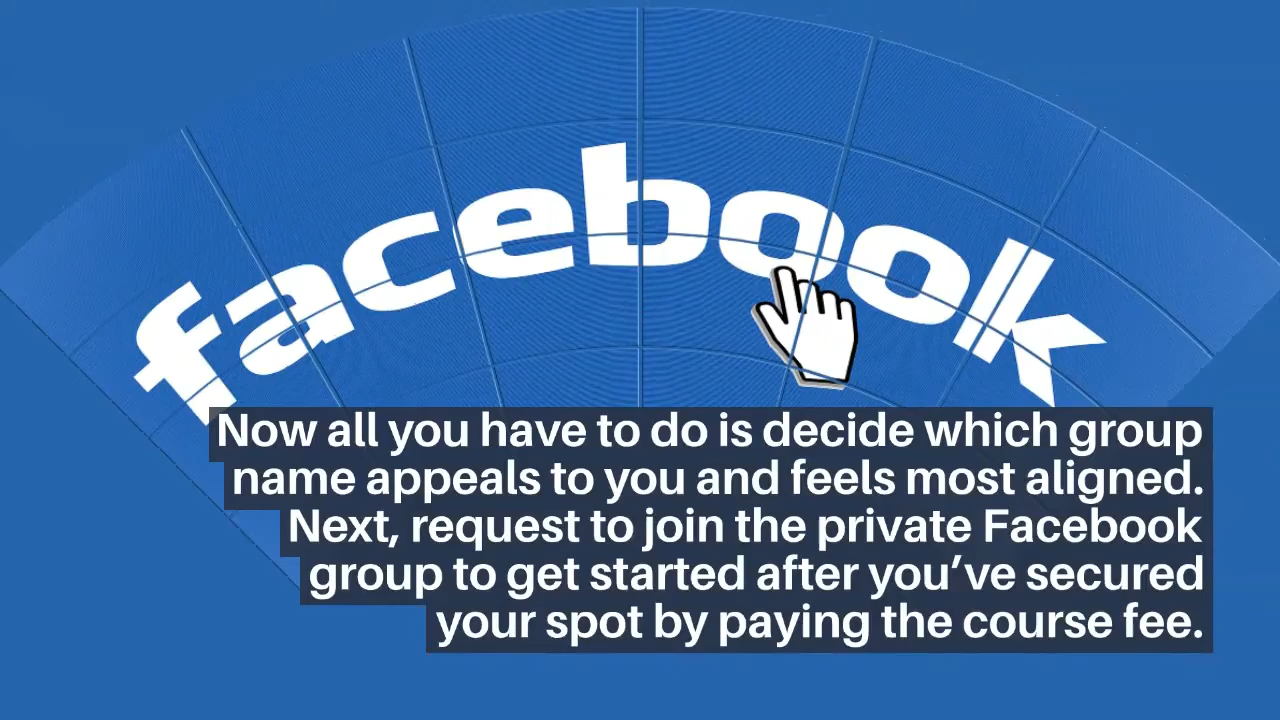 facebook
Now all you have to do is decide which group
name appeals to you and feels most aligned.
Next, request to join the private Facebook
group to get started after you’ve secured
your spot by paying the course fee.